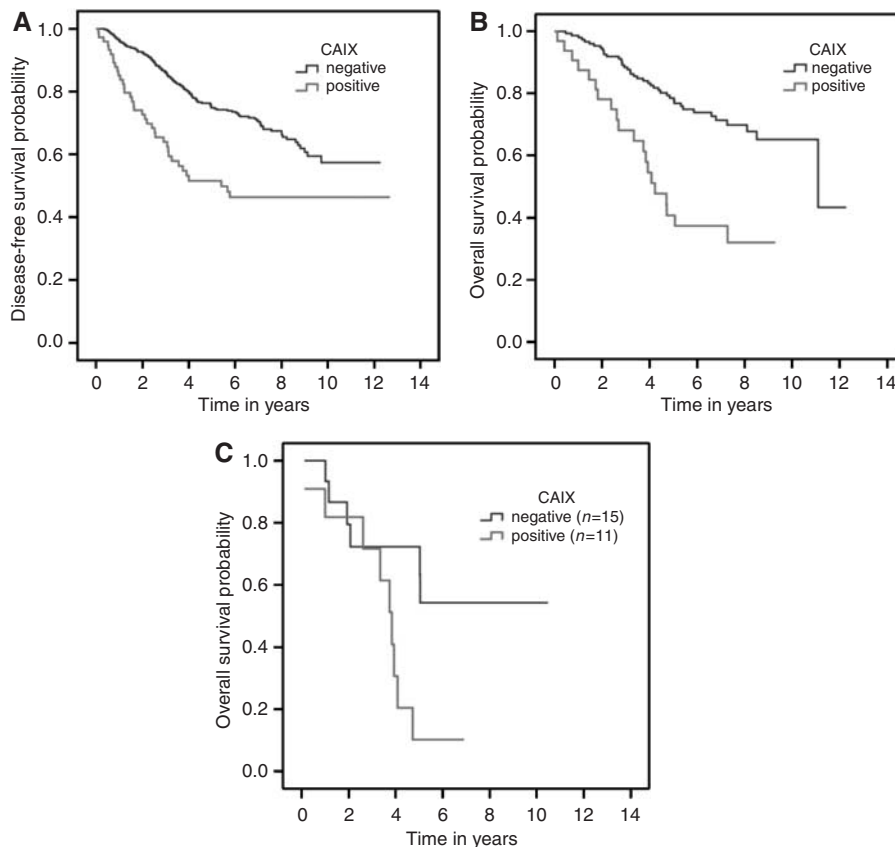 A
Disease-free survival probability
1.0
0.8
0.6
0.4
0.2
0.0
CAIX
negative
positive
0 2 4 6 8 10 12 14
Time in years
B
Overall survival probability
1.0
0.8
0.6
0.4
0.2
0.0
CAIX
negative
positive
0 2 4 6 8 10 12 14
Time in years
C
Overall survival probability
1.0
0.8
0.6
0.4
0.2
0.0
CAIX
negative (n=15)
positive (n=11)
0 2 4 6 8 10 12 14
Time in years